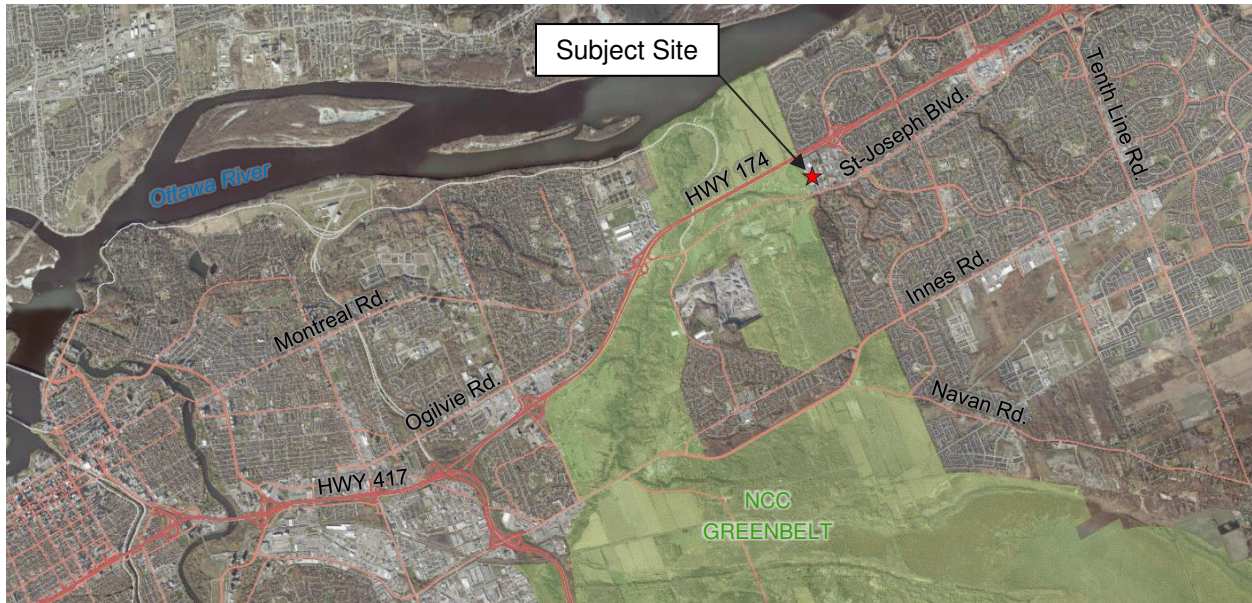 Subject Site
Tenth Line Rd.
St-Joseph Blvd.
HWY 174
Ottawa River
Innes Rd.
Montreal Rd.
Ogilvie Rd.
Navan Rd.
HWY 417
NCC
GREENBELT